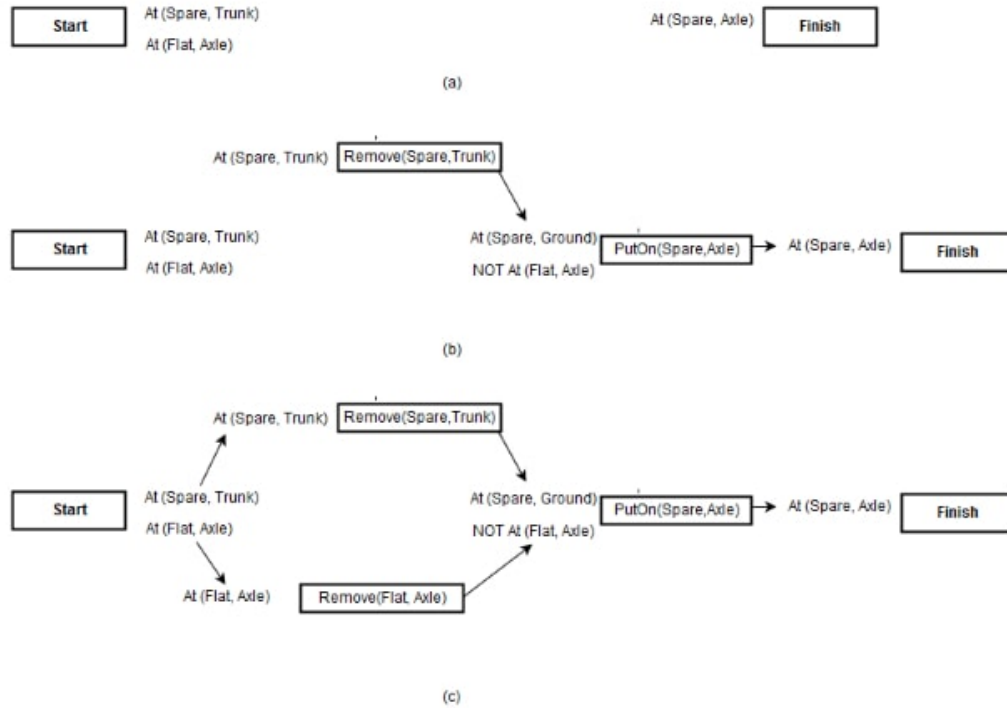 Start
At (Spare, Trunk)
At (Flat, Axle)
At (Spare, Axle)
Finish
(a)
At (Spare, Trunk)
Remove(Spare,Trunk)
Start
At (Spare, Trunk)
At (Flat, Axle)
At (Spare, Ground)
NOT At (Flat, Axle)
PutOn(Spare,Axle)
At (Spare, Axle)
Finish
(b)
At (Spare, Trunk)
Remove(Spare,Trunk)
Start
At (Spare, Trunk)
At (Flat, Axle)
At (Spare, Ground)
NOT At (Flat, Axle)
PutOn(Spare,Axle)
At (Spare, Axle)
Finish
At (Flat, Axle)
Remove(Flat, Axle)
(c)